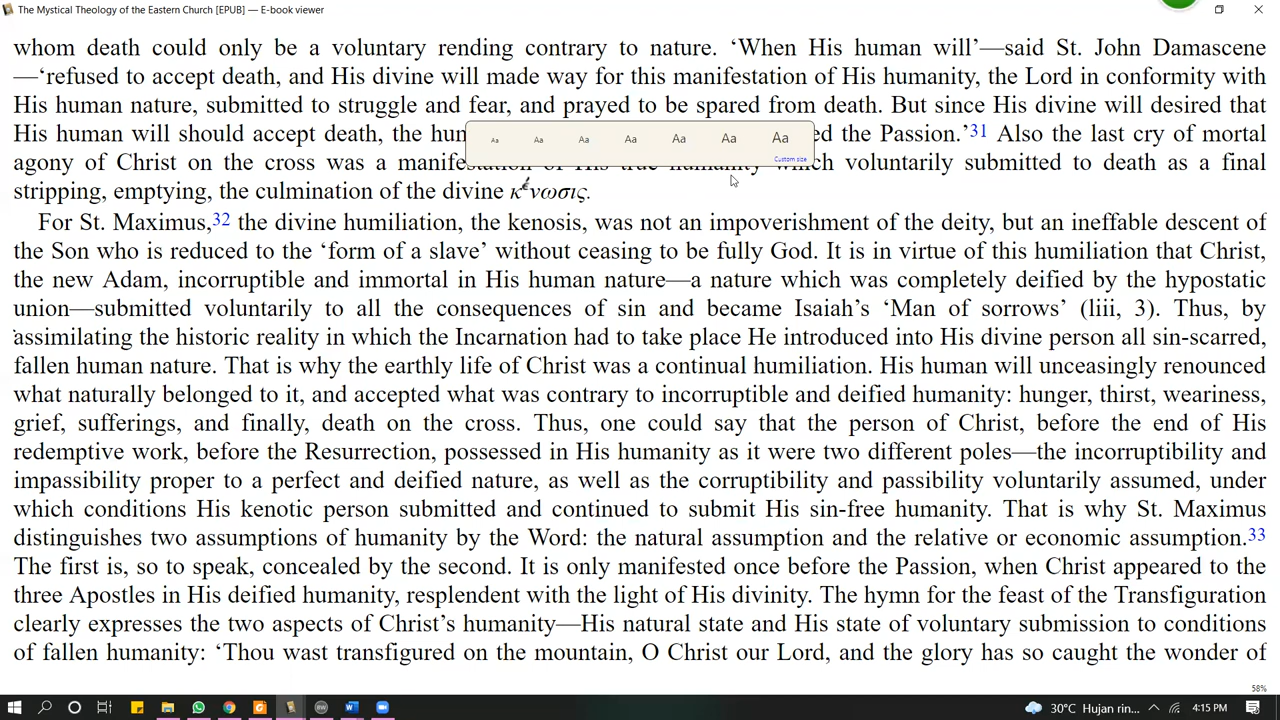 The Mystical Theology of the Eastern Church [EPUB] — E-book viewer
whom death could only be a voluntary rending contrary to nature. ‘When His human will’—said St. John Damascene
—‘refused to accept death, and His divine will made way for this manifestation of His humanity, the Lord in conformity with
His human nature, submitted to struggle and fear, and prayed to be spared from death. But since His divine will desired that
His human will should accept death, the hum ed the Passion.’31 Also the last cry of mortal
Aa Aa Aa Aa Aa Aa Aa
Custom size
agony of Christ on the cross was a manifestation of His true humanity which voluntarily submitted to death as a final
stripping, emptying, the culmination of the divine κένωσις.
For St. Maximus,32 the divine humiliation, the kenosis, was not an impoverishment of the deity, but an ineffable descent of
the Son who is reduced to the ‘form of a slave’ without ceasing to be fully God. It is in virtue of this humiliation that Christ,
the new Adam, incorruptible and immortal in His human nature—a nature which was completely deified by the hypostatic
union—submitted voluntarily to all the consequences of sin and became Isaiah’s ‘Man of sorrows’ (liii, 3). Thus, by
assimilating the historic reality in which the Incarnation had to take place He introduced into His divine person all sin-scarred,
fallen human nature. That is why the earthly life of Christ was a continual humiliation. His human will unceasingly renounced
what naturally belonged to it, and accepted what was contrary to incorruptible and deified humanity: hunger, thirst, weariness,
grief, sufferings, and finally, death on the cross. Thus, one could say that the person of Christ, before the end of His
redemptive work, before the Resurrection, possessed in His humanity as it were two different poles—the incorruptibility and
impassibility proper to a perfect and deified nature, as well as the corruptibility and passibility voluntarily assumed, under
which conditions His kenotic person submitted and continued to submit His sin-free humanity. That is why St. Maximus
distinguishes two assumptions of humanity by the Word: the natural assumption and the relative or economic assumption.33
The first is, so to speak, concealed by the second. It is only manifested once before the Passion, when Christ appeared to the
three Apostles in His deified humanity, resplendent with the light of His divinity. The hymn for the feast of the Transfiguration
clearly expresses the two aspects of Christ’s humanity—His natural state and His state of voluntary submission to conditions
of fallen humanity: ‘Thou wast transfigured on the mountain, O Christ our Lord, and the glory has so caught the wonder of
58%
30°C Hujan rin... 4:15 PM